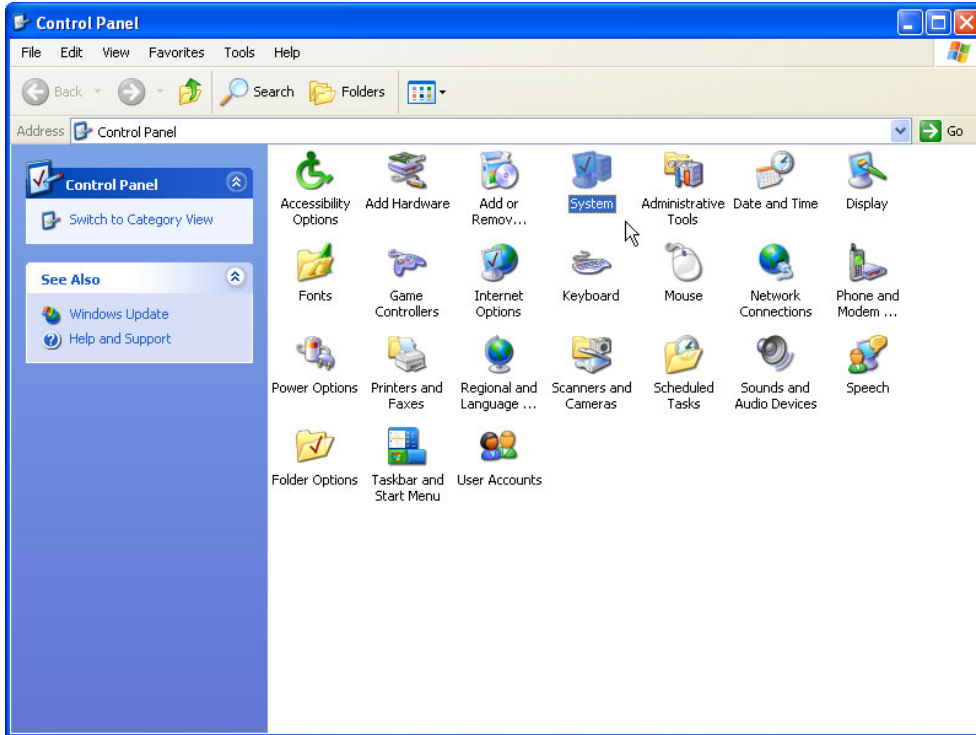 Control Panel
File Edit View Favorites Tools Help
Back Search Folders
Address Control Panel Go
Control Panel
Switch to Category View
See Also
Windows Update
Help and Support
Accessibility Options
Add Hardware
Add or Remov...
System
Administrative Tools
Date and Time
Display
Fonts
Game Controllers
Internet Options
Keyboard
Mouse
Network Connections
Phone and Modem ...
Power Options
Printers and Faxes
Regional and Language ...
Scanners and Cameras
Scheduled Tasks
Sounds and Audio Devices
Speech
Folder Options
Taskbar and Start Menu
User Accounts